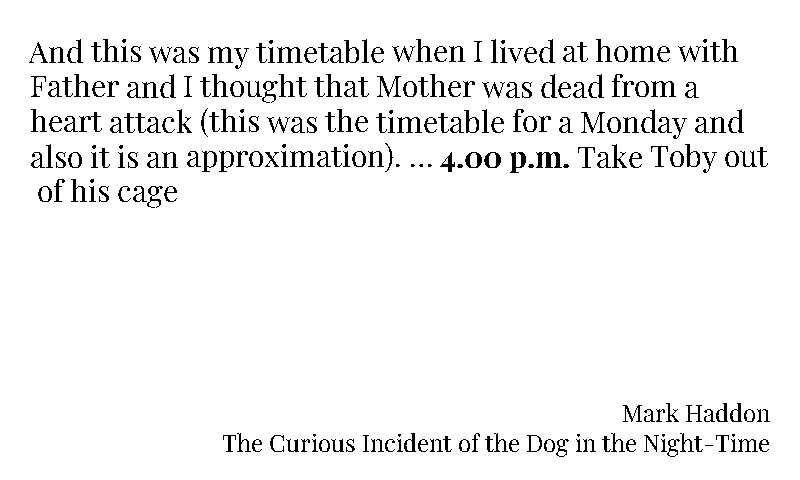 And this was my timetable when I lived at home with
Father and I thought that Mother was dead from a
heart attack (this was the timetable for a Monday and
also it is an approximation). ... 4.00 p.m. Take Toby out
of his cage
Mark Haddon
The Curious Incident of the Dog in the Night-Time